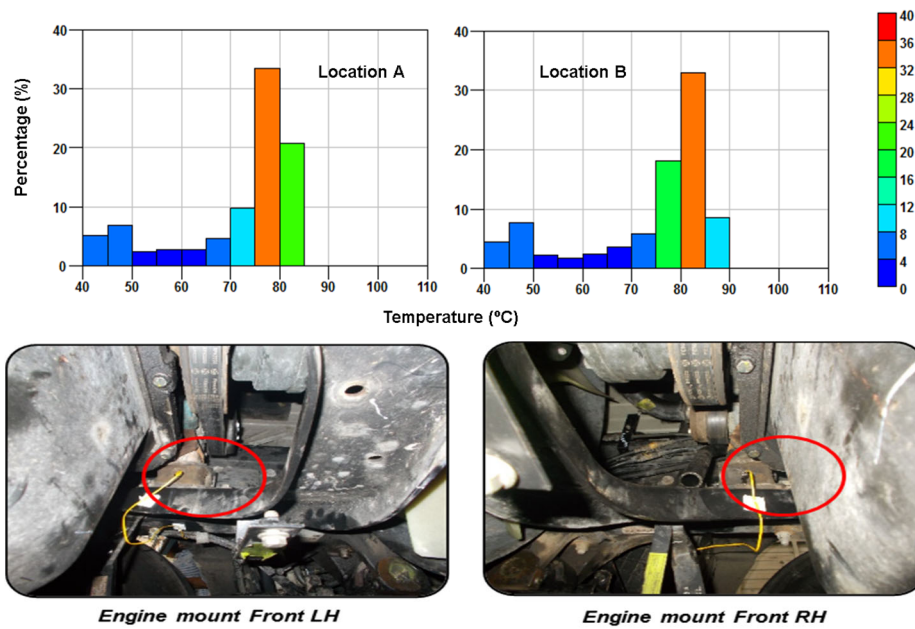 Percentage (%)
40
30
20
10
0
Location A
40 50 60 70 80 90 100 110
40
30
20
10
0
Location B
40 50 60 70 80 90 100 110
Temperature (ºC)
40
36
32
28
24
20
16
12
8
4
0
Engine mount Front LH
Engine mount Front RH